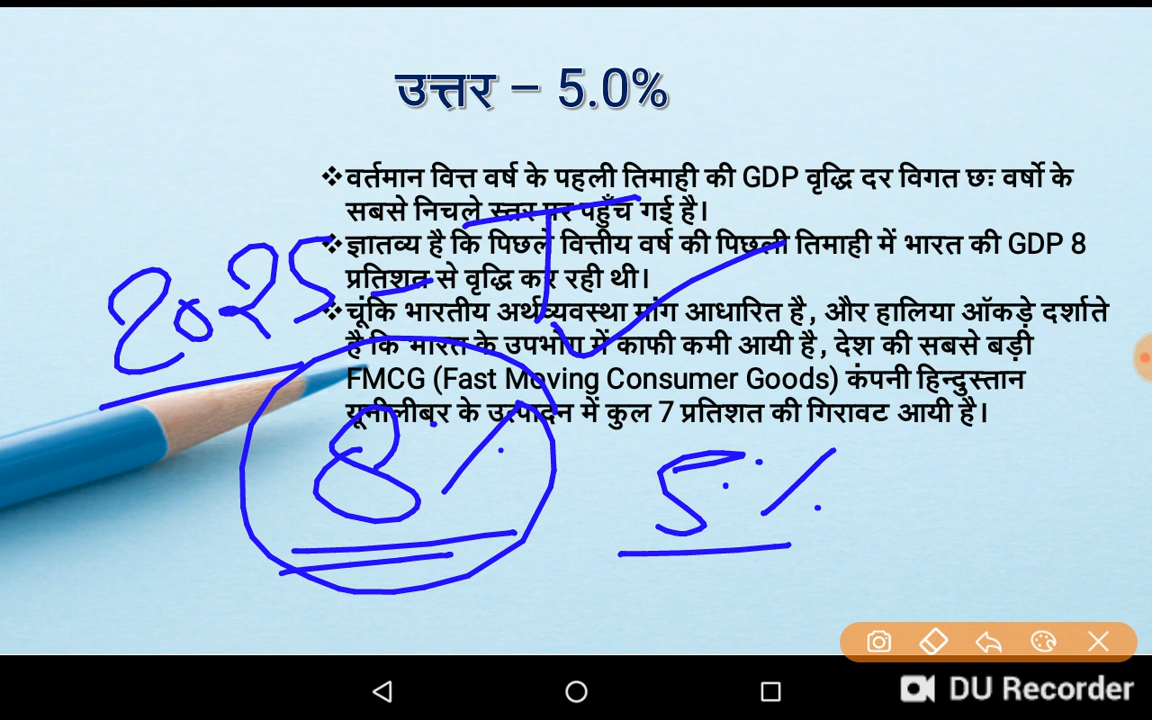 उत्तर – 5.0%
❖वर्तमान वित्त वर्ष के पहली तिमाही की GDP वृद्धि दर विगत छः वर्षो के
सबसे निचले स्तर पर पहुँच गई है।
❖ज्ञातव्य है कि पिछले वित्तीय वर्ष की पिछली तिमाही में भारत की GDP 8
प्रतिशत से वृद्धि कर रही थी।
❖चूंकि भारतीय अर्थव्यवस्था मांग आधारित है, और हालिया ऑकड़े दर्शाते
है कि भारत के उपभोग में काफी कमी आयी है, देश की सबसे बड़ी
FMCG (Fast Moving Consumer Goods) कंपनी हिन्दुस्तान
यूनीलीबर के उत्पादन में कुल 7 प्रतिशत की गिरावट आयी है।
2025 –
8%
5%
DU Recorder